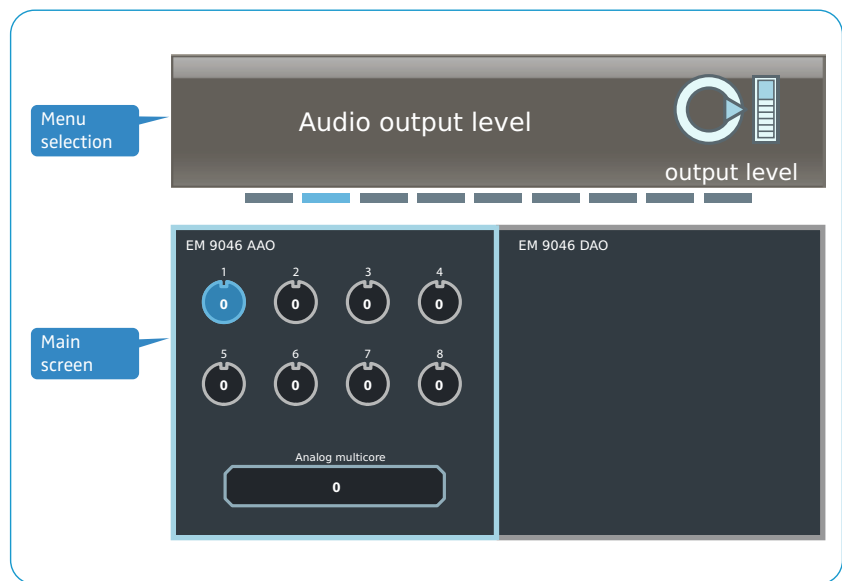 Menu
selection
Audio output level
output level
EM 9046 AAO
EM 9046 DAO
1 2 3 4
0 0 0 0
Main
screen
5 6 7 8
0 0 0 0
Analog multicore
0